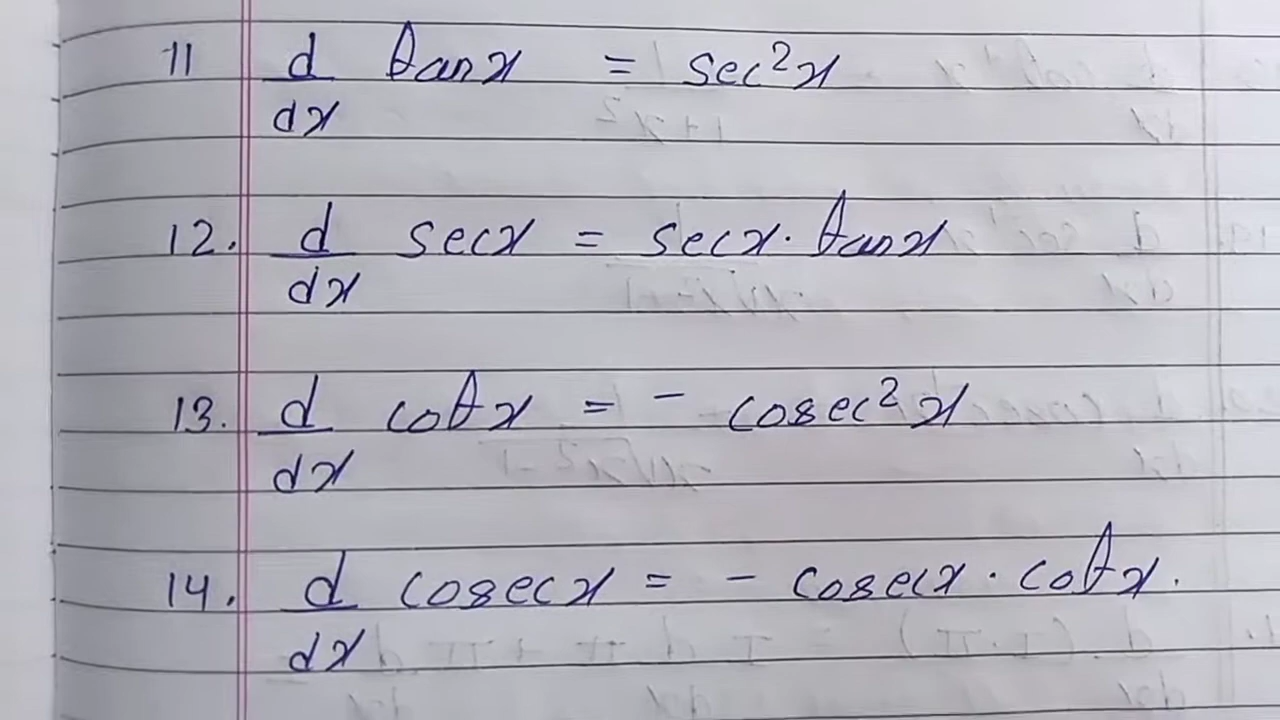 11 d/dx tanx = sec²x
12. d/dx secx = secx · tanx
13. d/dx cotx = - cosec²x
14. d/dx cosecx = - cosecx · cotx.